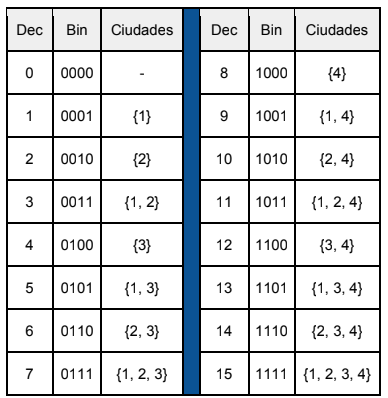 Dec Bin Ciudades Dec Bin Ciudades
0 0000 - 8 1000 {4}
1 0001 {1} 9 1001 {1, 4}
2 0010 {2} 10 1010 {2, 4}
3 0011 {1, 2} 11 1011 {1, 2, 4}
4 0100 {3} 12 1100 {3, 4}
5 0101 {1, 3} 13 1101 {1, 3, 4}
6 0110 {2, 3} 14 1110 {2, 3, 4}
7 0111 {1, 2, 3} 15 1111 {1, 2, 3, 4}